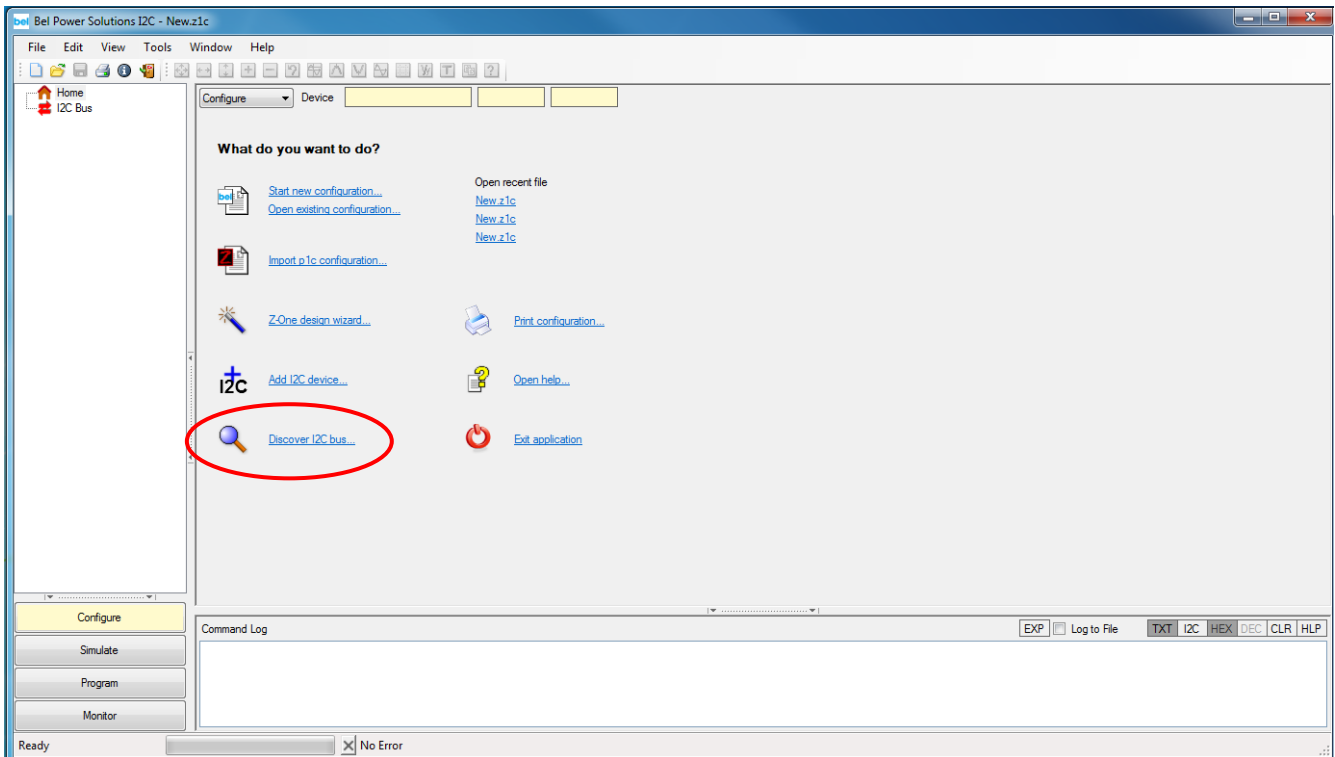 bel Bel Power Solutions I2C - New.z1c
File Edit View Tools Window Help
Home
I2C Bus
Configure Device
What do you want to do?
bel
Start new configuration...
Open existing configuration...
Open recent file
New.z1c
New.z1c
New.z1c
Z
Import p1c configuration...
Z-One design wizard...
Print configuration...
I2C
Add I2C device...
Open help...
Discover I2C bus...
Exit application
Configure
Simulate
Program
Monitor
Command Log
EXP Log to File TXT I2C HEX DEC CLR HLP
Ready
No Error